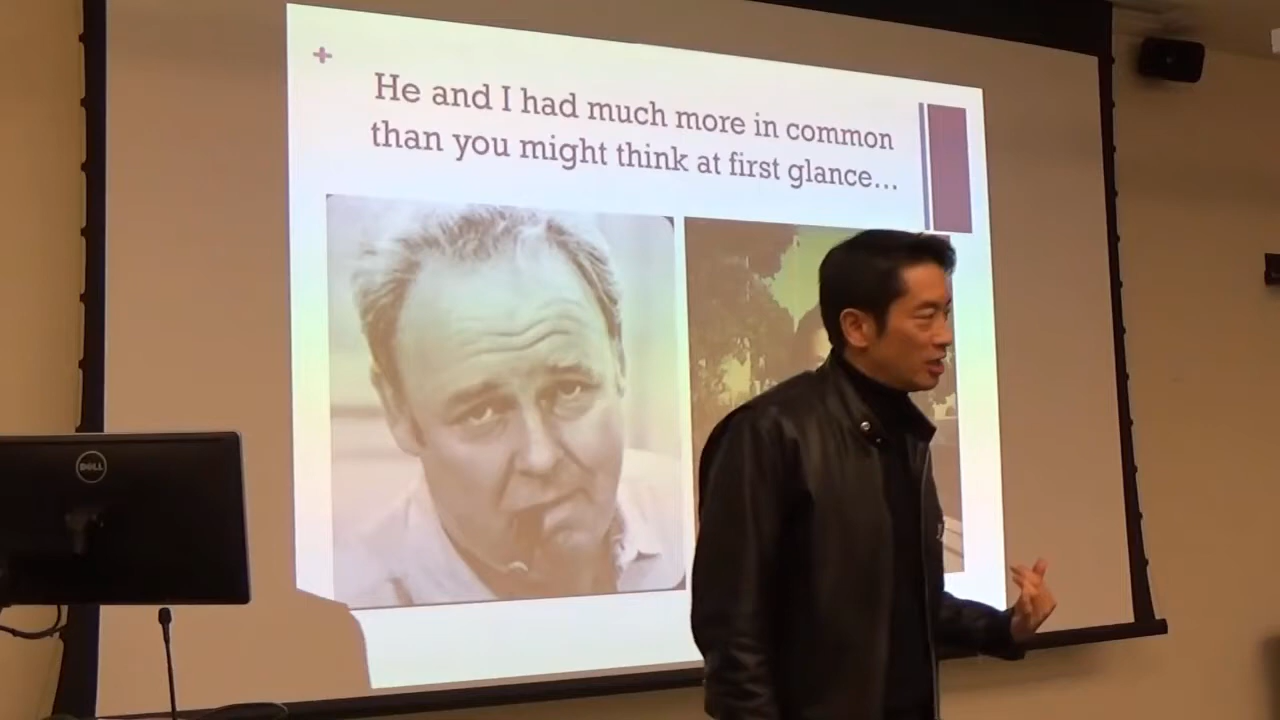 +
He and I had much more in common
than you might think at first glance...
DELL